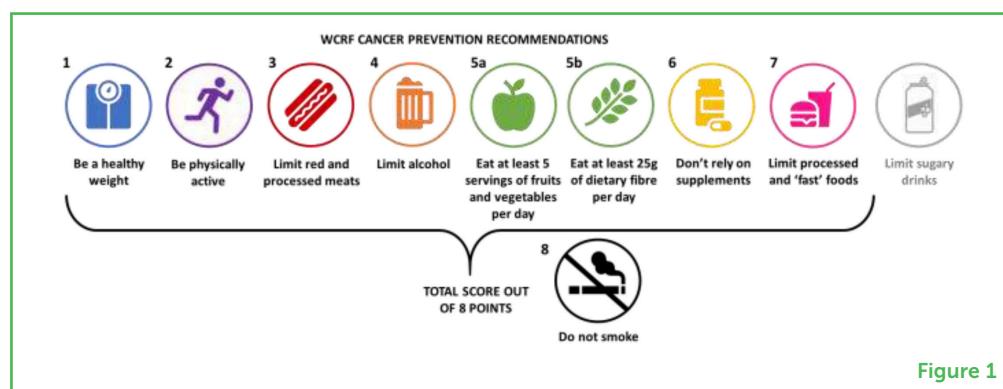 WCRF CANCER PREVENTION RECOMMENDATIONS
1
2
3
4
5a
5b
6
7
Be a healthy
weight
Be physically
active
Limit red and
processed meats
Limit alcohol
Eat at least 5
servings of fruits
and vegetables
per day
Eat at least 25g
of dietary fibre
per day
Don't rely on
supplements
Limit processed
and 'fast' foods
Limit sugary
drinks
8
TOTAL SCORE OUT
OF 8 POINTS
Do not smoke
Figure 1